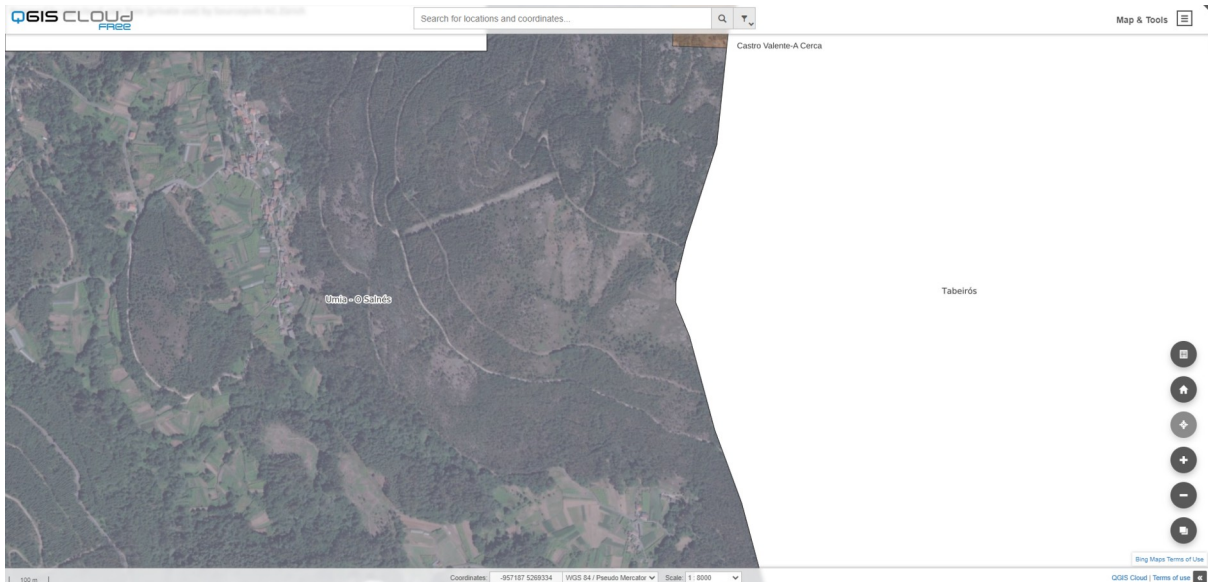 QGIS CLOUD
FREE
Search for locations and coordinates...
Map & Tools
Castro Valente-A Cerca
Umia - O Salnés
Tabeirós
Bing Maps Terms of Use
100 m
Coordinates: -957187 5269334 WGS 84 / Pseudo Mercator Scale: 1 : 8000
QGIS Cloud | Terms of use